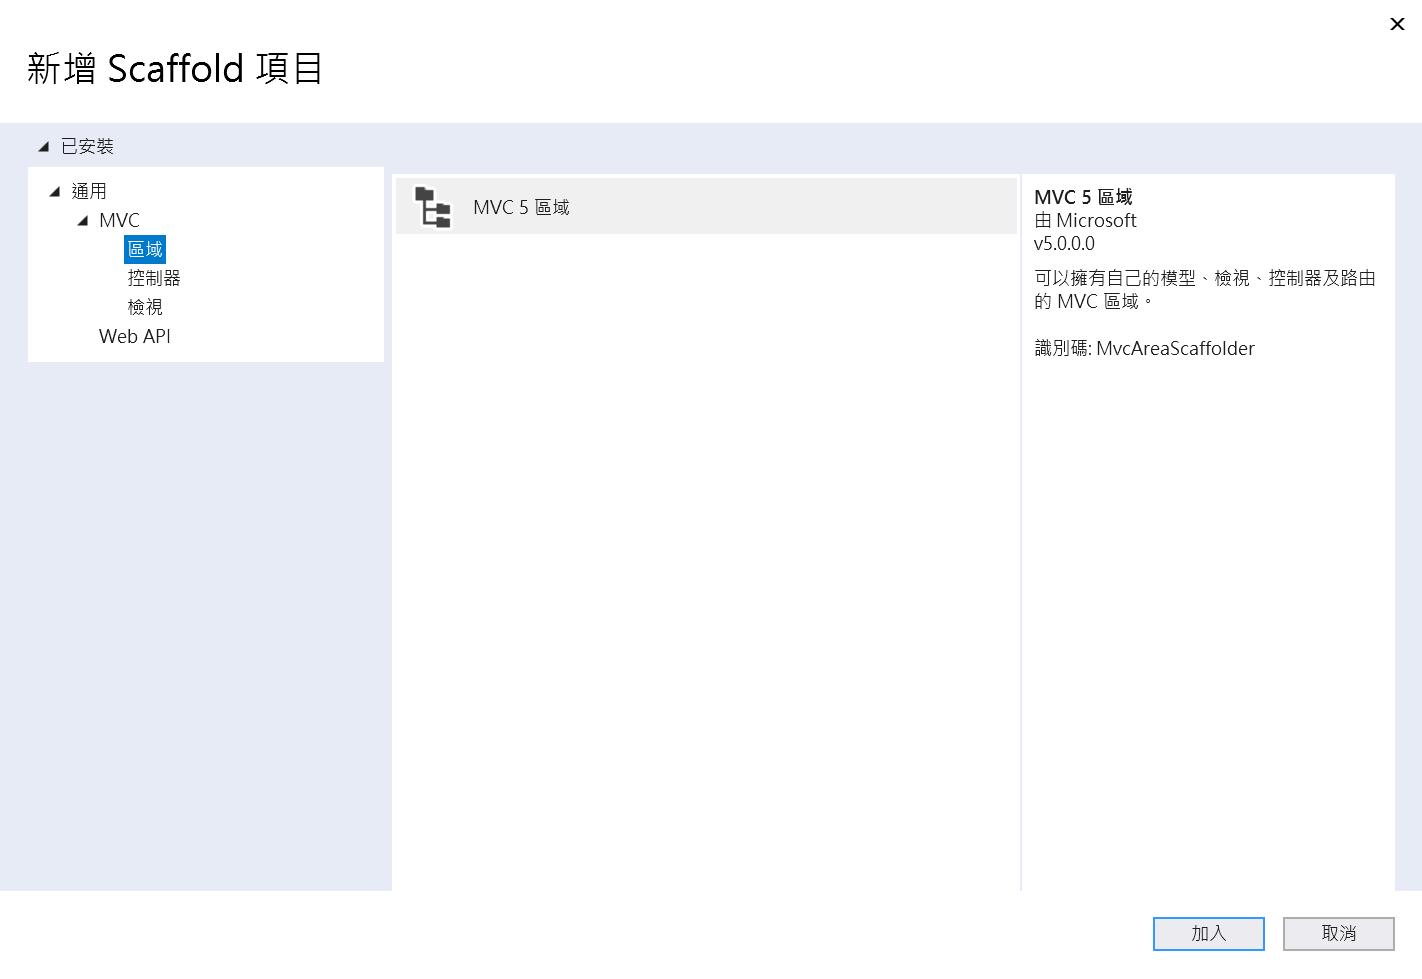 新增 Scaffold 項目
已安裝
通用
MVC
區域
控制器
檢視
Web API
MVC 5 區域
MVC 5 區域
由 Microsoft
v5.0.0.0
可以擁有自己的模型、檢視、控制器及路由
的 MVC 區域。
識別碼: MvcAreaScaffolder
加入
取消